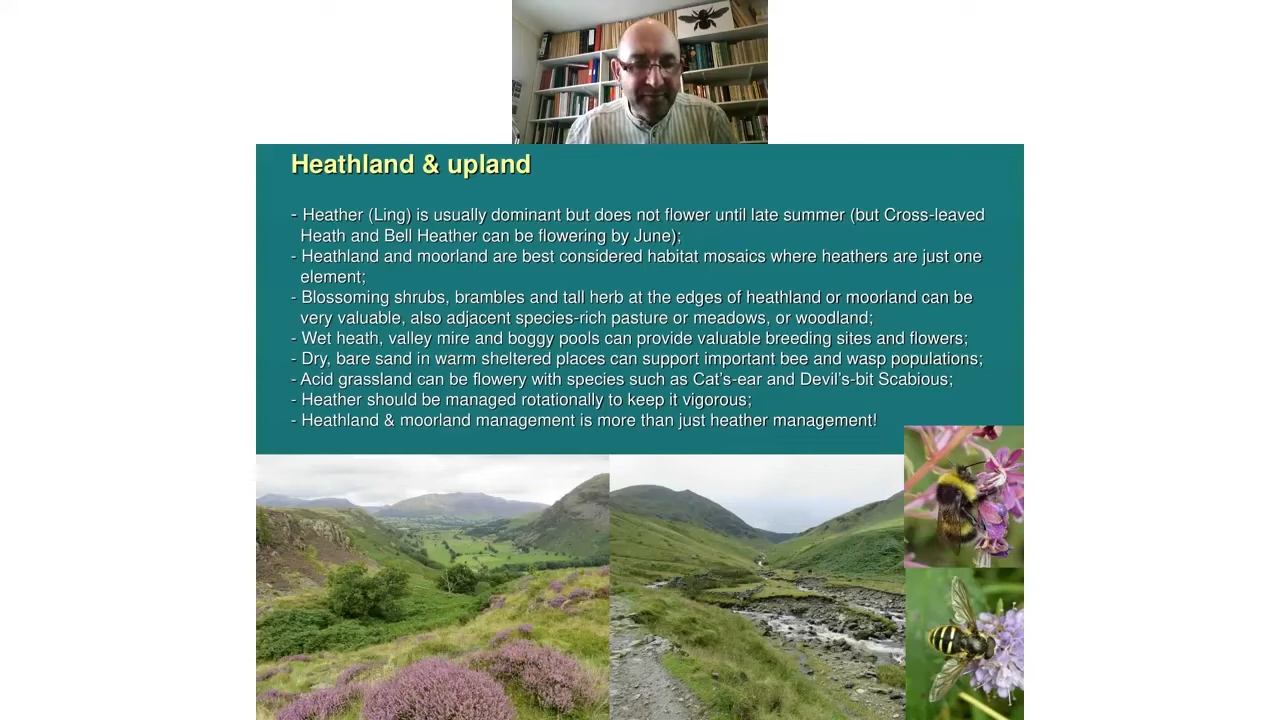 Heathland & upland
- Heather (Ling) is usually dominant but does not flower until late summer (but Cross-leaved
Heath and Bell Heather can be flowering by June);
- Heathland and moorland are best considered habitat mosaics where heathers are just one
element;
- Blossoming shrubs, brambles and tall herb at the edges of heathland or moorland can be
very valuable, also adjacent species-rich pasture or meadows, or woodland;
- Wet heath, valley mire and boggy pools can provide valuable breeding sites and flowers;
- Dry, bare sand in warm sheltered places can support important bee and wasp populations;
- Acid grassland can be flowery with species such as Cat’s-ear and Devil’s-bit Scabious;
- Heather should be managed rotationally to keep it vigorous;
- Heathland & moorland management is more than just heather management!